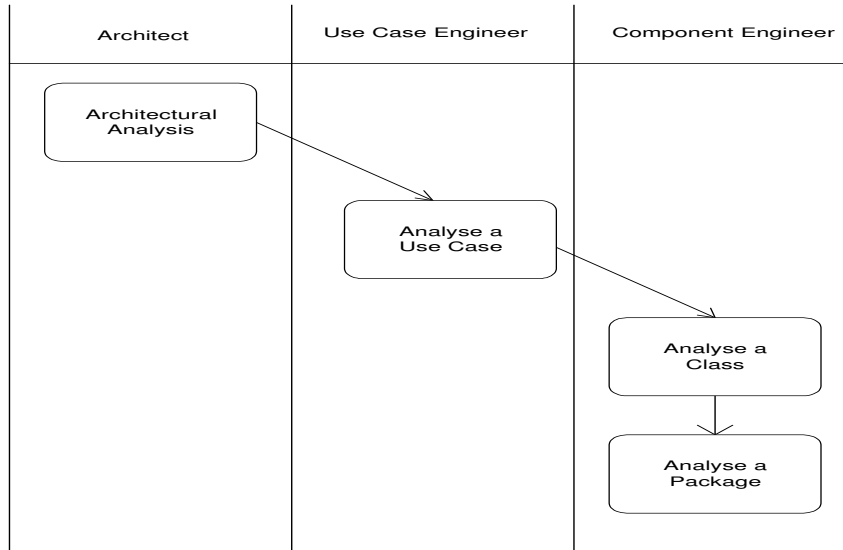 Architect
Use Case Engineer
Component Engineer
Architectural
Analysis
Analyse a
Use Case
Analyse a
Class
Analyse a
Package